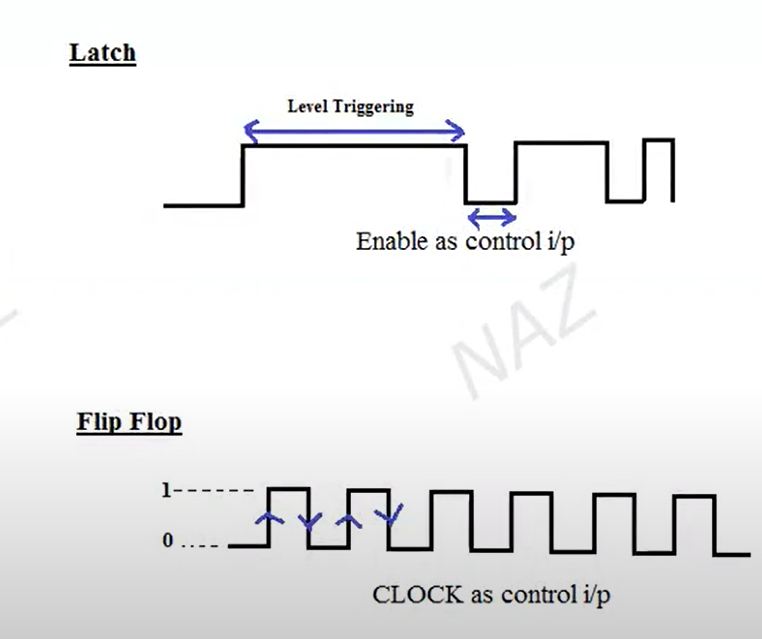 Latch
Level Triggering
Enable as control i/p
NAZ
Flip Flop
1------
0....
CLOCK as control i/p